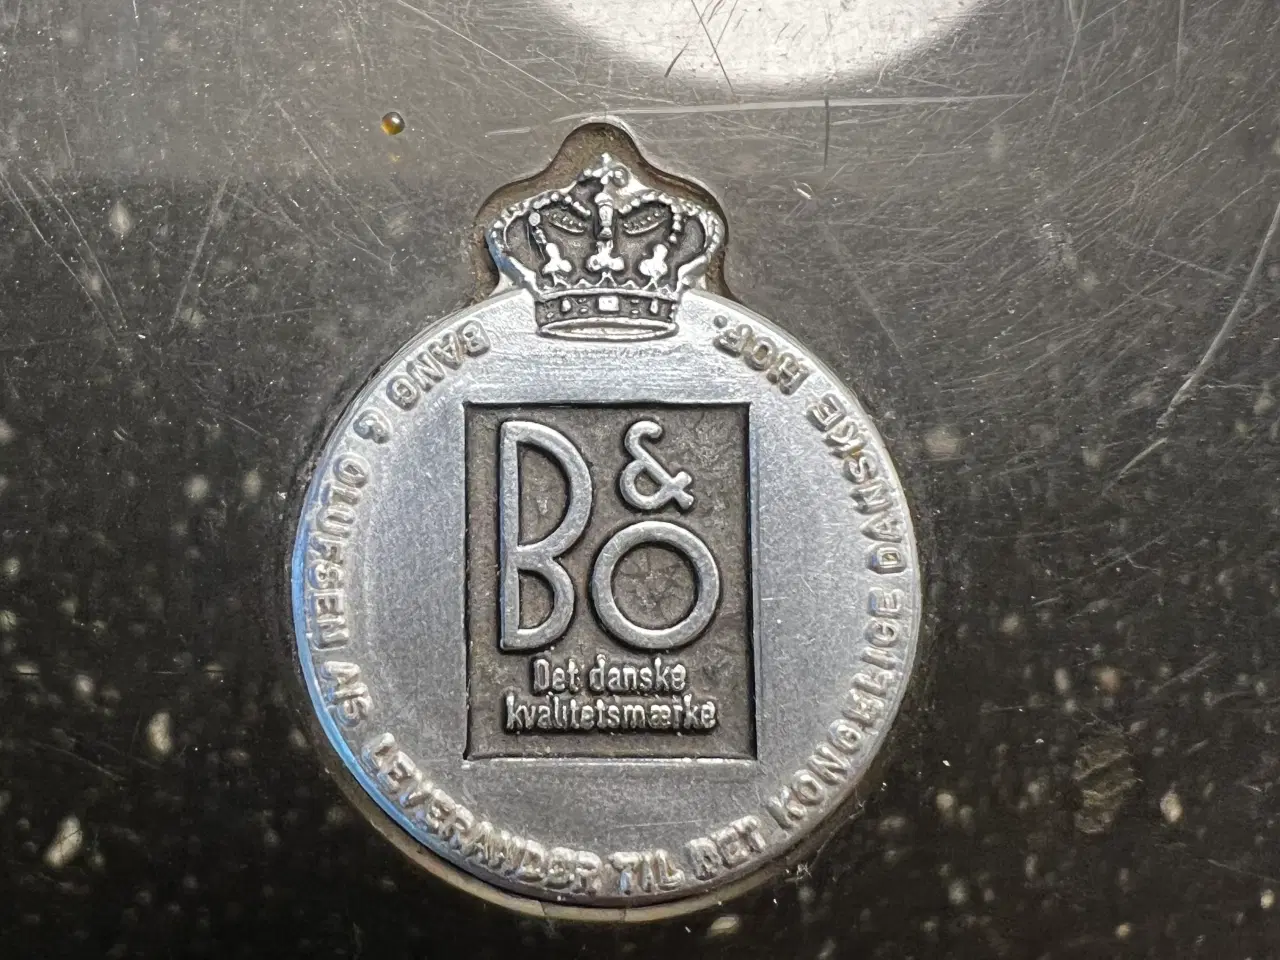 BANG & OLUFSEN A/S LEVERANDØR TIL DET KONGELIGE DANSKE HOF.
B&O
Det danske
kvalitetsmærke